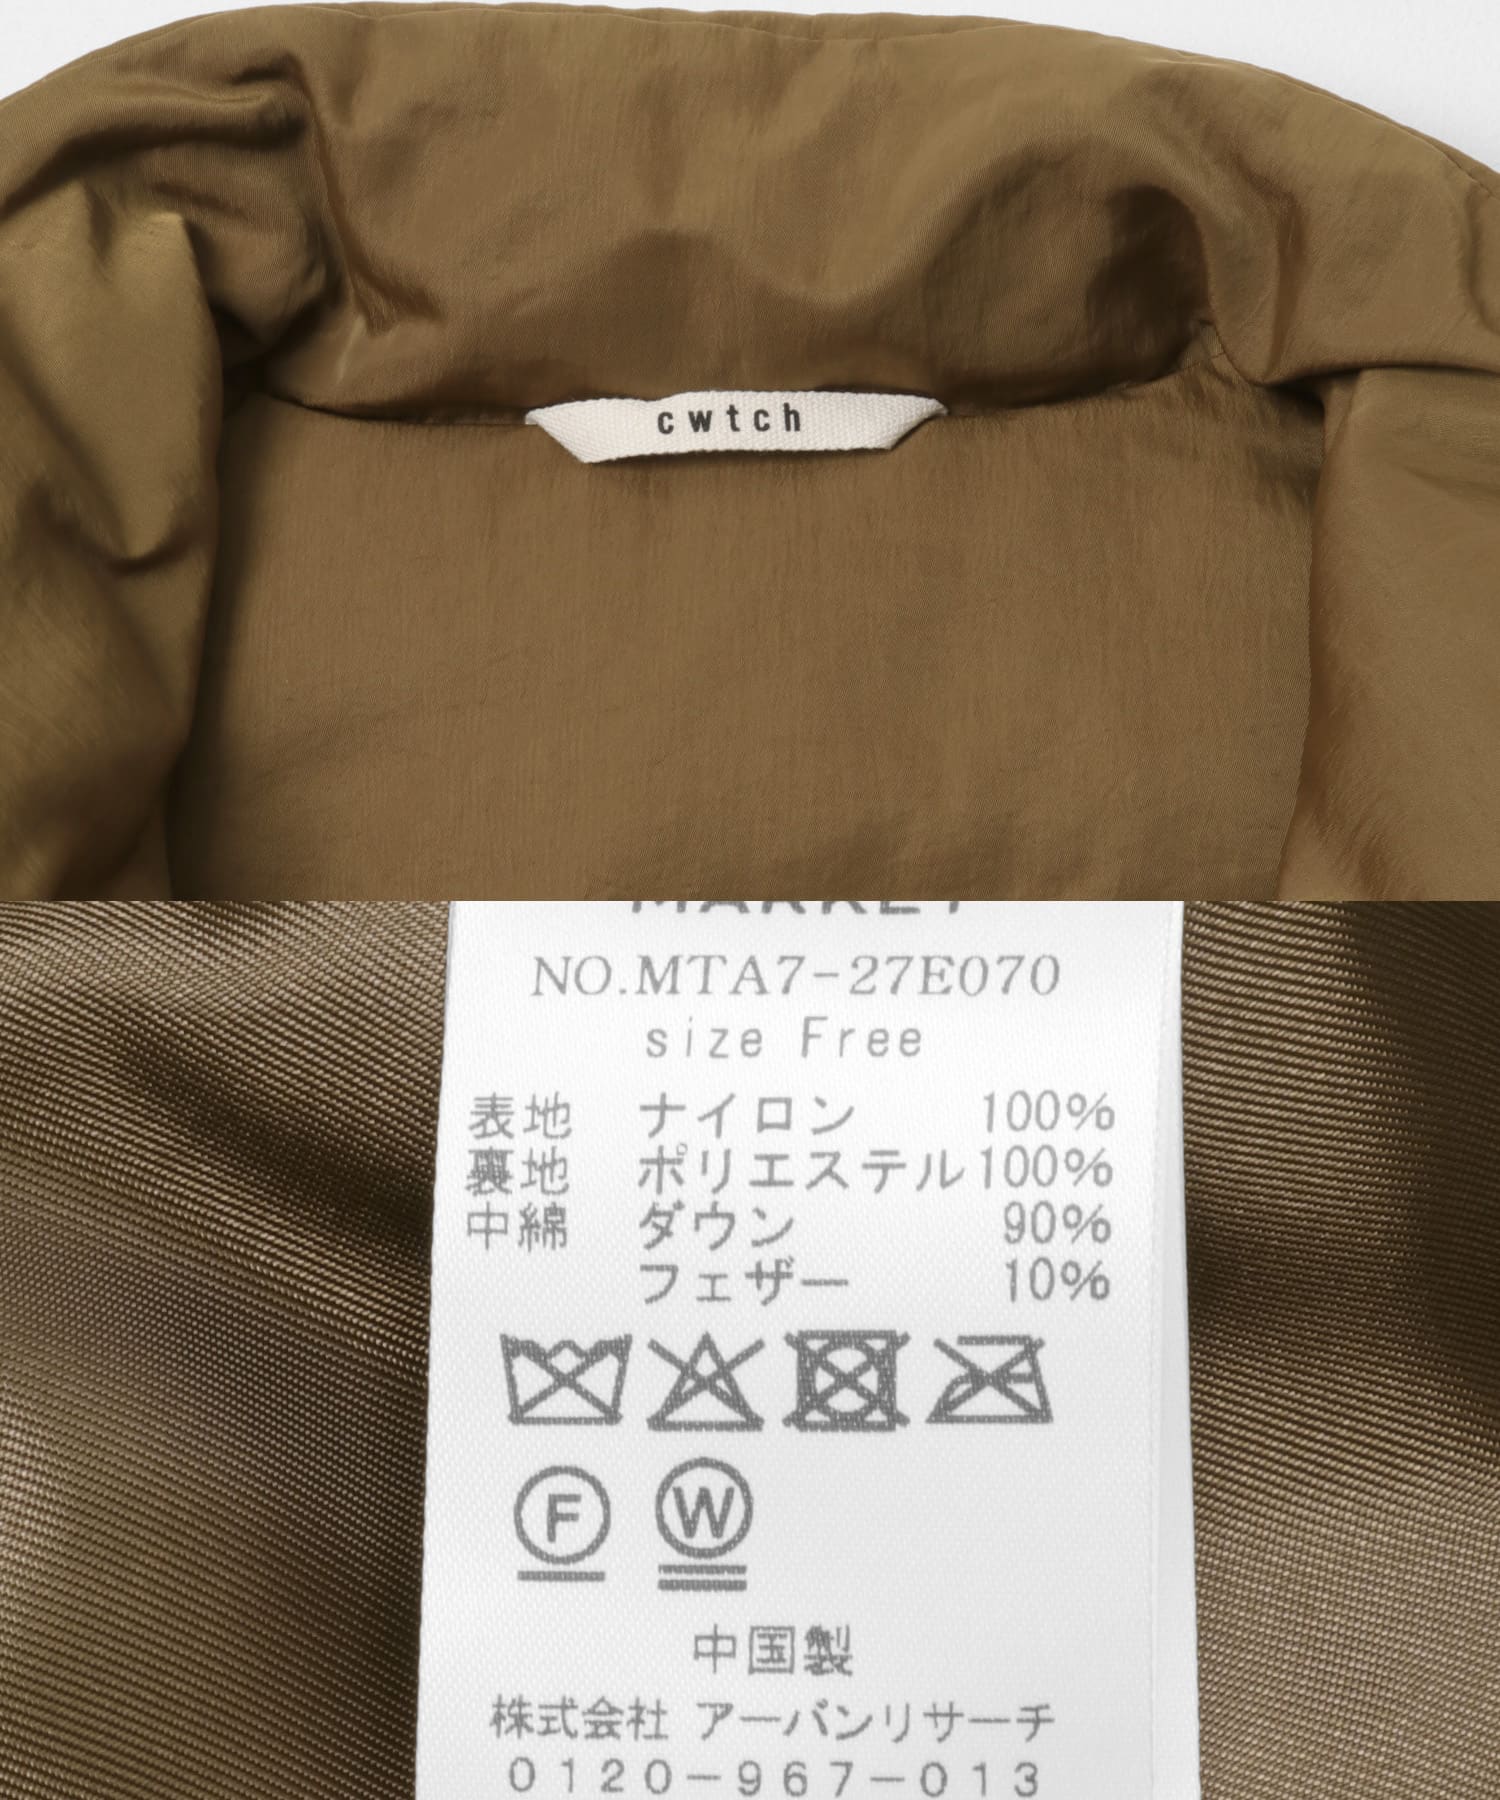 cwtch
MARKET
NO.MTA7-27E070
size Free
表地 ナイロン 100%
裏地 ポリエステル 100%
中綿 ダウン 90%
フェザー 10%
F
W
中国製
株式会社 アーバンリサーチ
0120-967-013